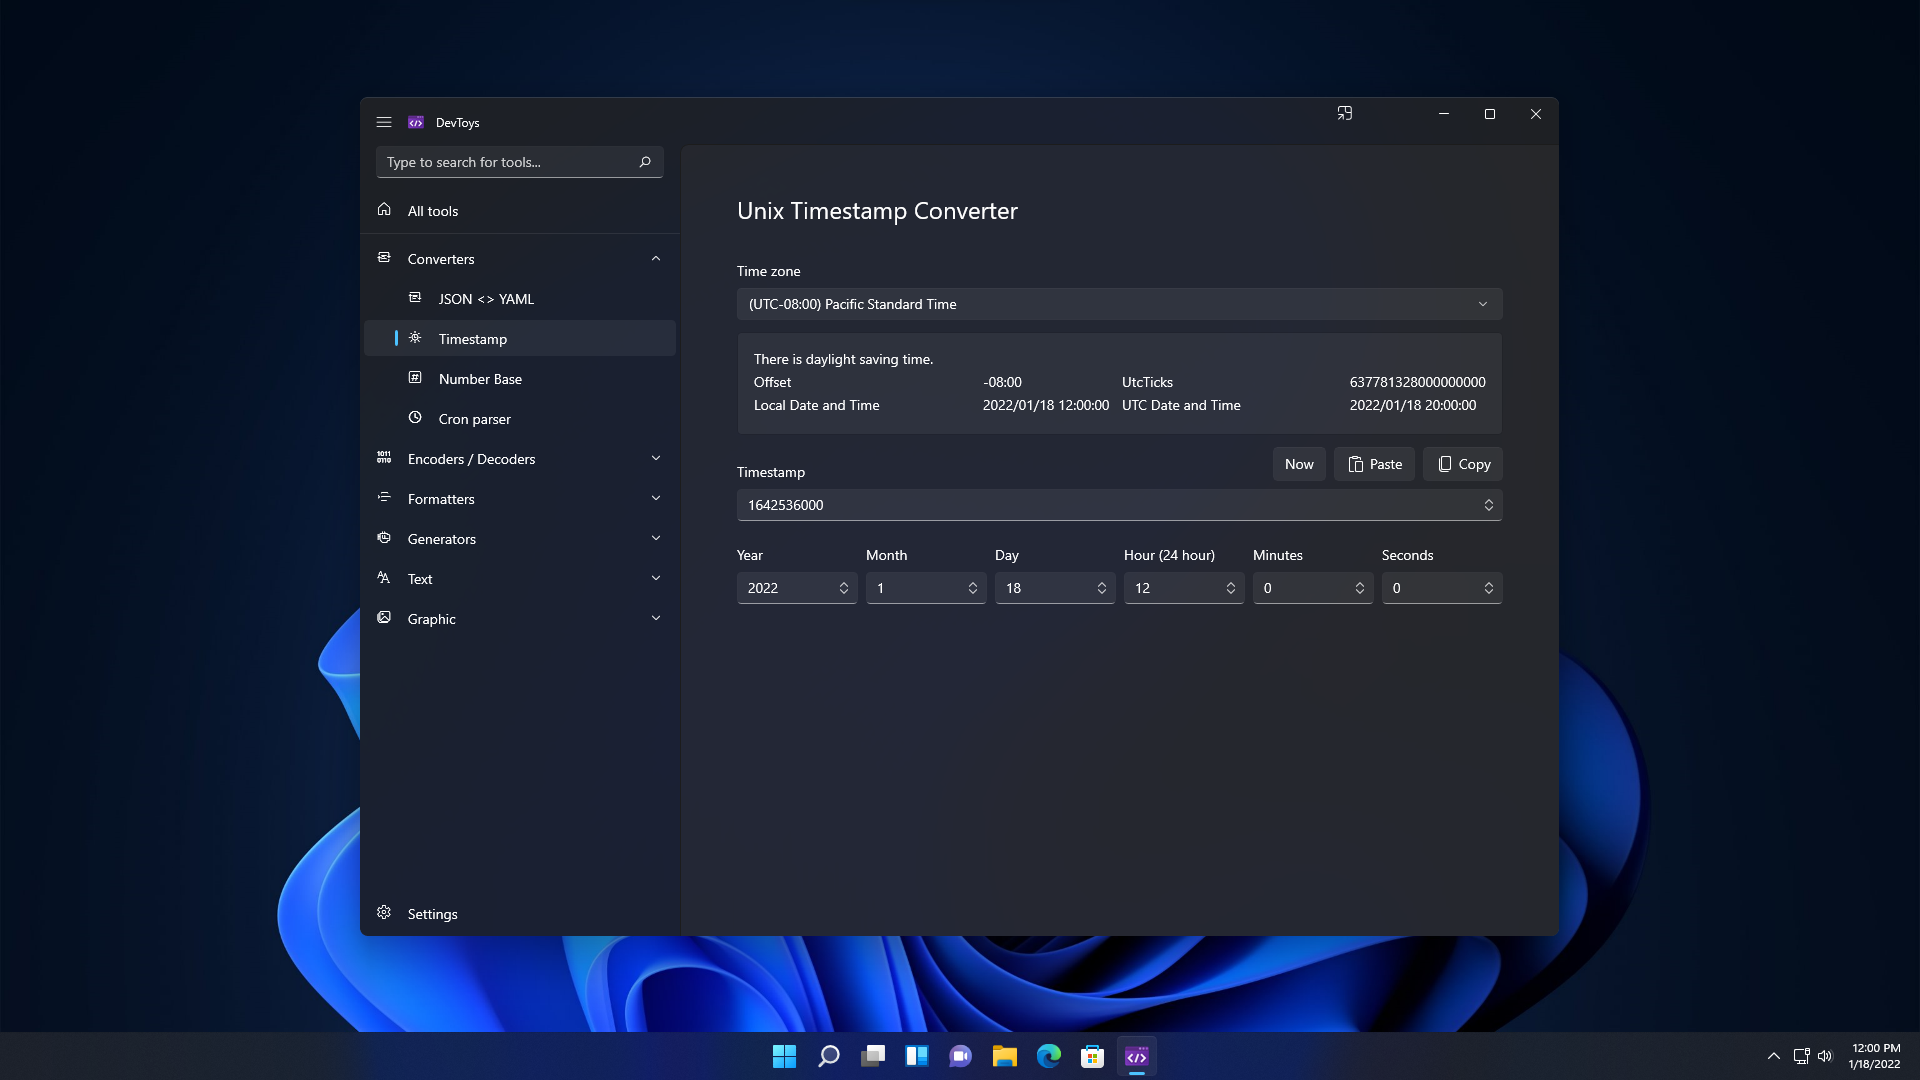 DevToys
Type to search for tools...
All tools
Converters
JSON <> YAML
Timestamp
Number Base
Cron parser
Encoders / Decoders
Formatters
Generators
Text
Graphic
Settings
Unix Timestamp Converter
Time zone
(UTC-08:00) Pacific Standard Time
There is daylight saving time.
Offset -08:00 UtcTicks 637781328000000000
Local Date and Time 2022/01/18 12:00:00 UTC Date and Time 2022/01/18 20:00:00
Now Paste Copy
Timestamp
1642536000
Year Month Day Hour (24 hour) Minutes Seconds
2022 1 18 12 0 0
12:00 PM
1/18/2022